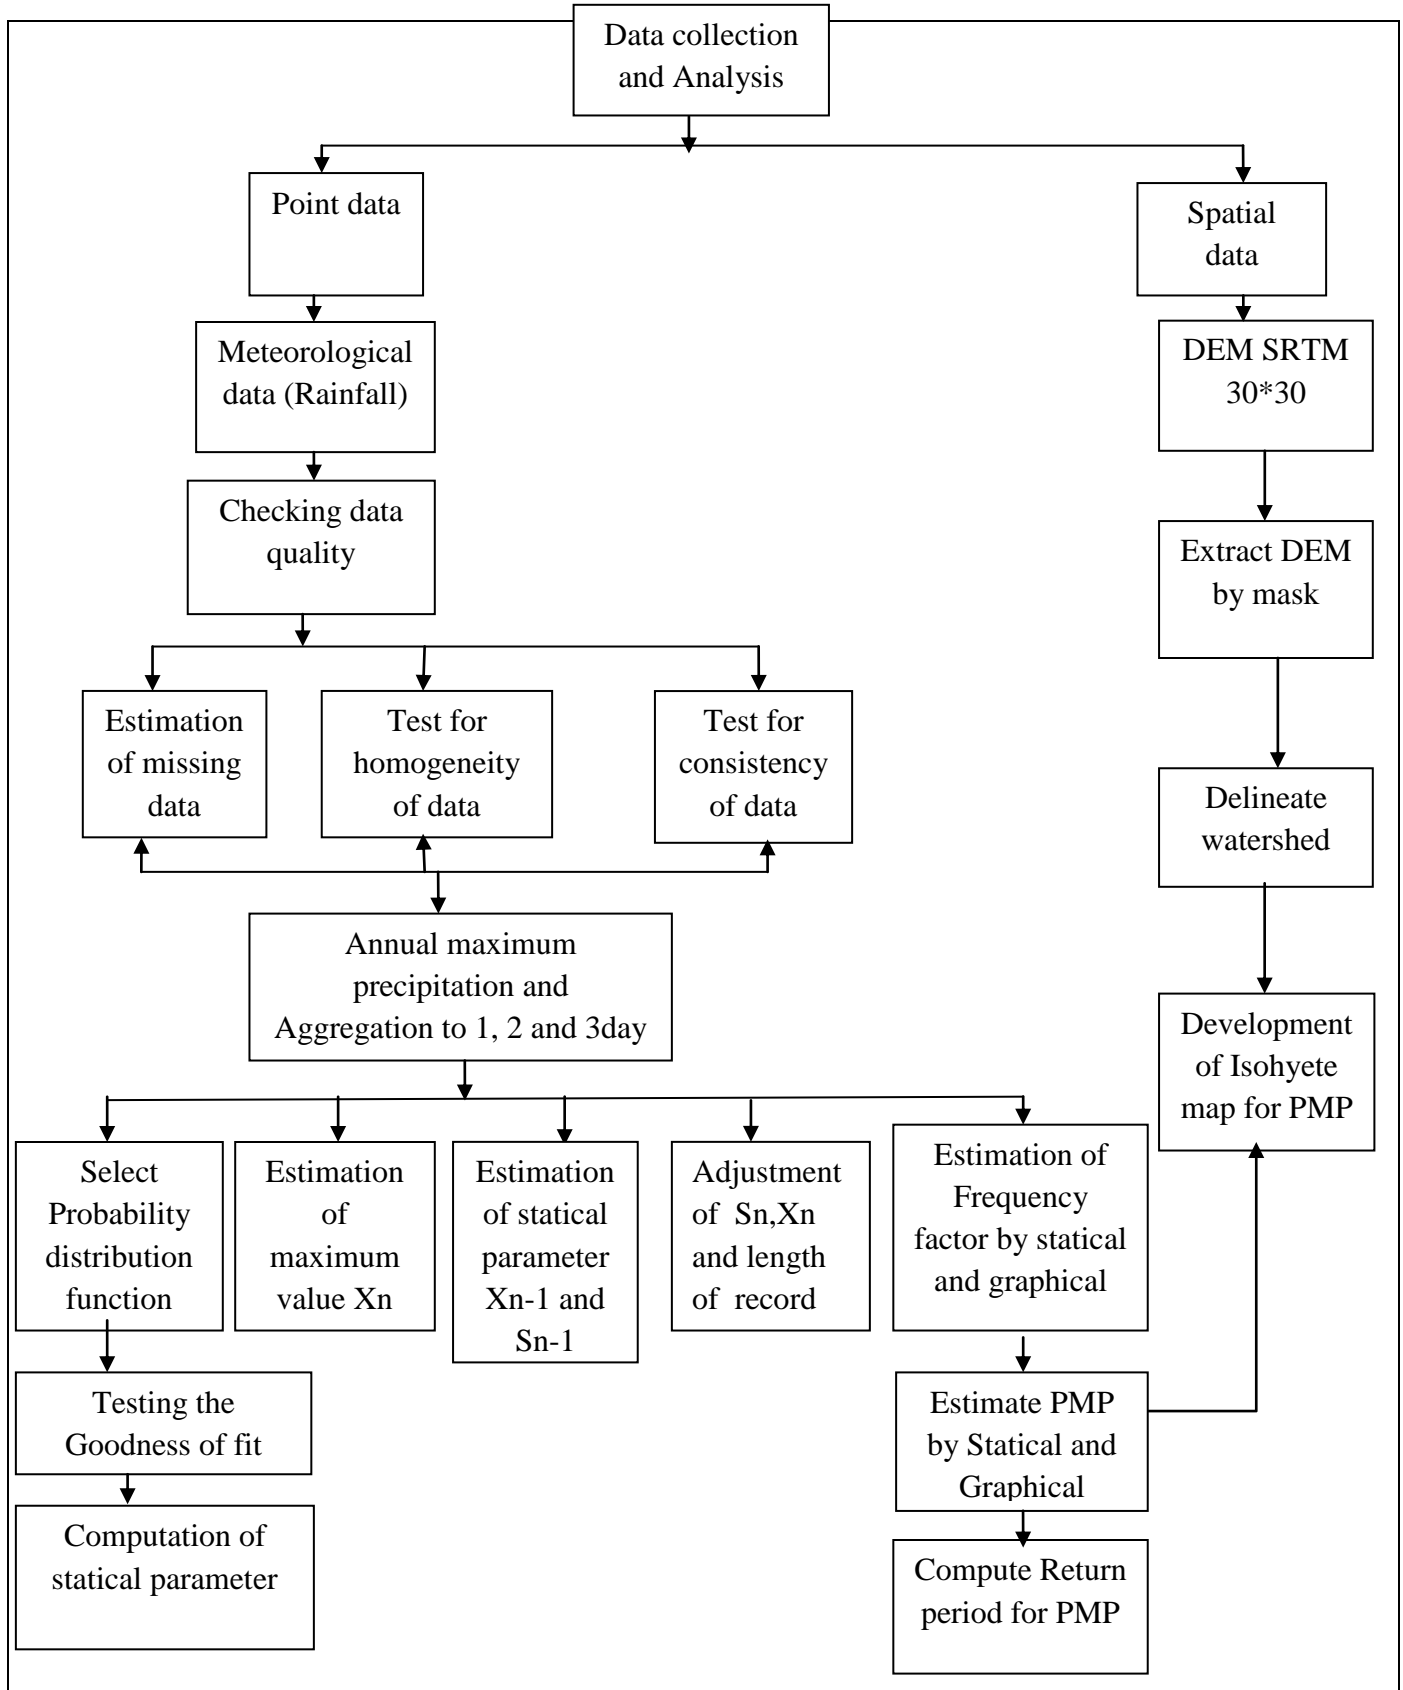 Data collection
and Analysis
Point data
Spatial
data
Meteorological
data (Rainfall)
DEM SRTM
30*30
Checking data
quality
Extract DEM
by mask
Estimation
of missing
data
Test for
homogeneity
of data
Test for
consistency
of data
Delineate
watershed
Annual maximum
precipitation and
Aggregation to 1, 2 and 3day
Development
of Isohyete
map for PMP
Select
Probability
distribution
function
Estimation
of
maximum
value Xn
Estimation
of statical
parameter
Xn-1 and
Sn-1
Adjustment
of Sn,Xn
and length
of record
Estimation of
Frequency
factor by statical
and graphical
Testing the
Goodness of fit
Estimate PMP
by Statical and
Graphical
Computation of
statical parameter
Compute Return
period for PMP